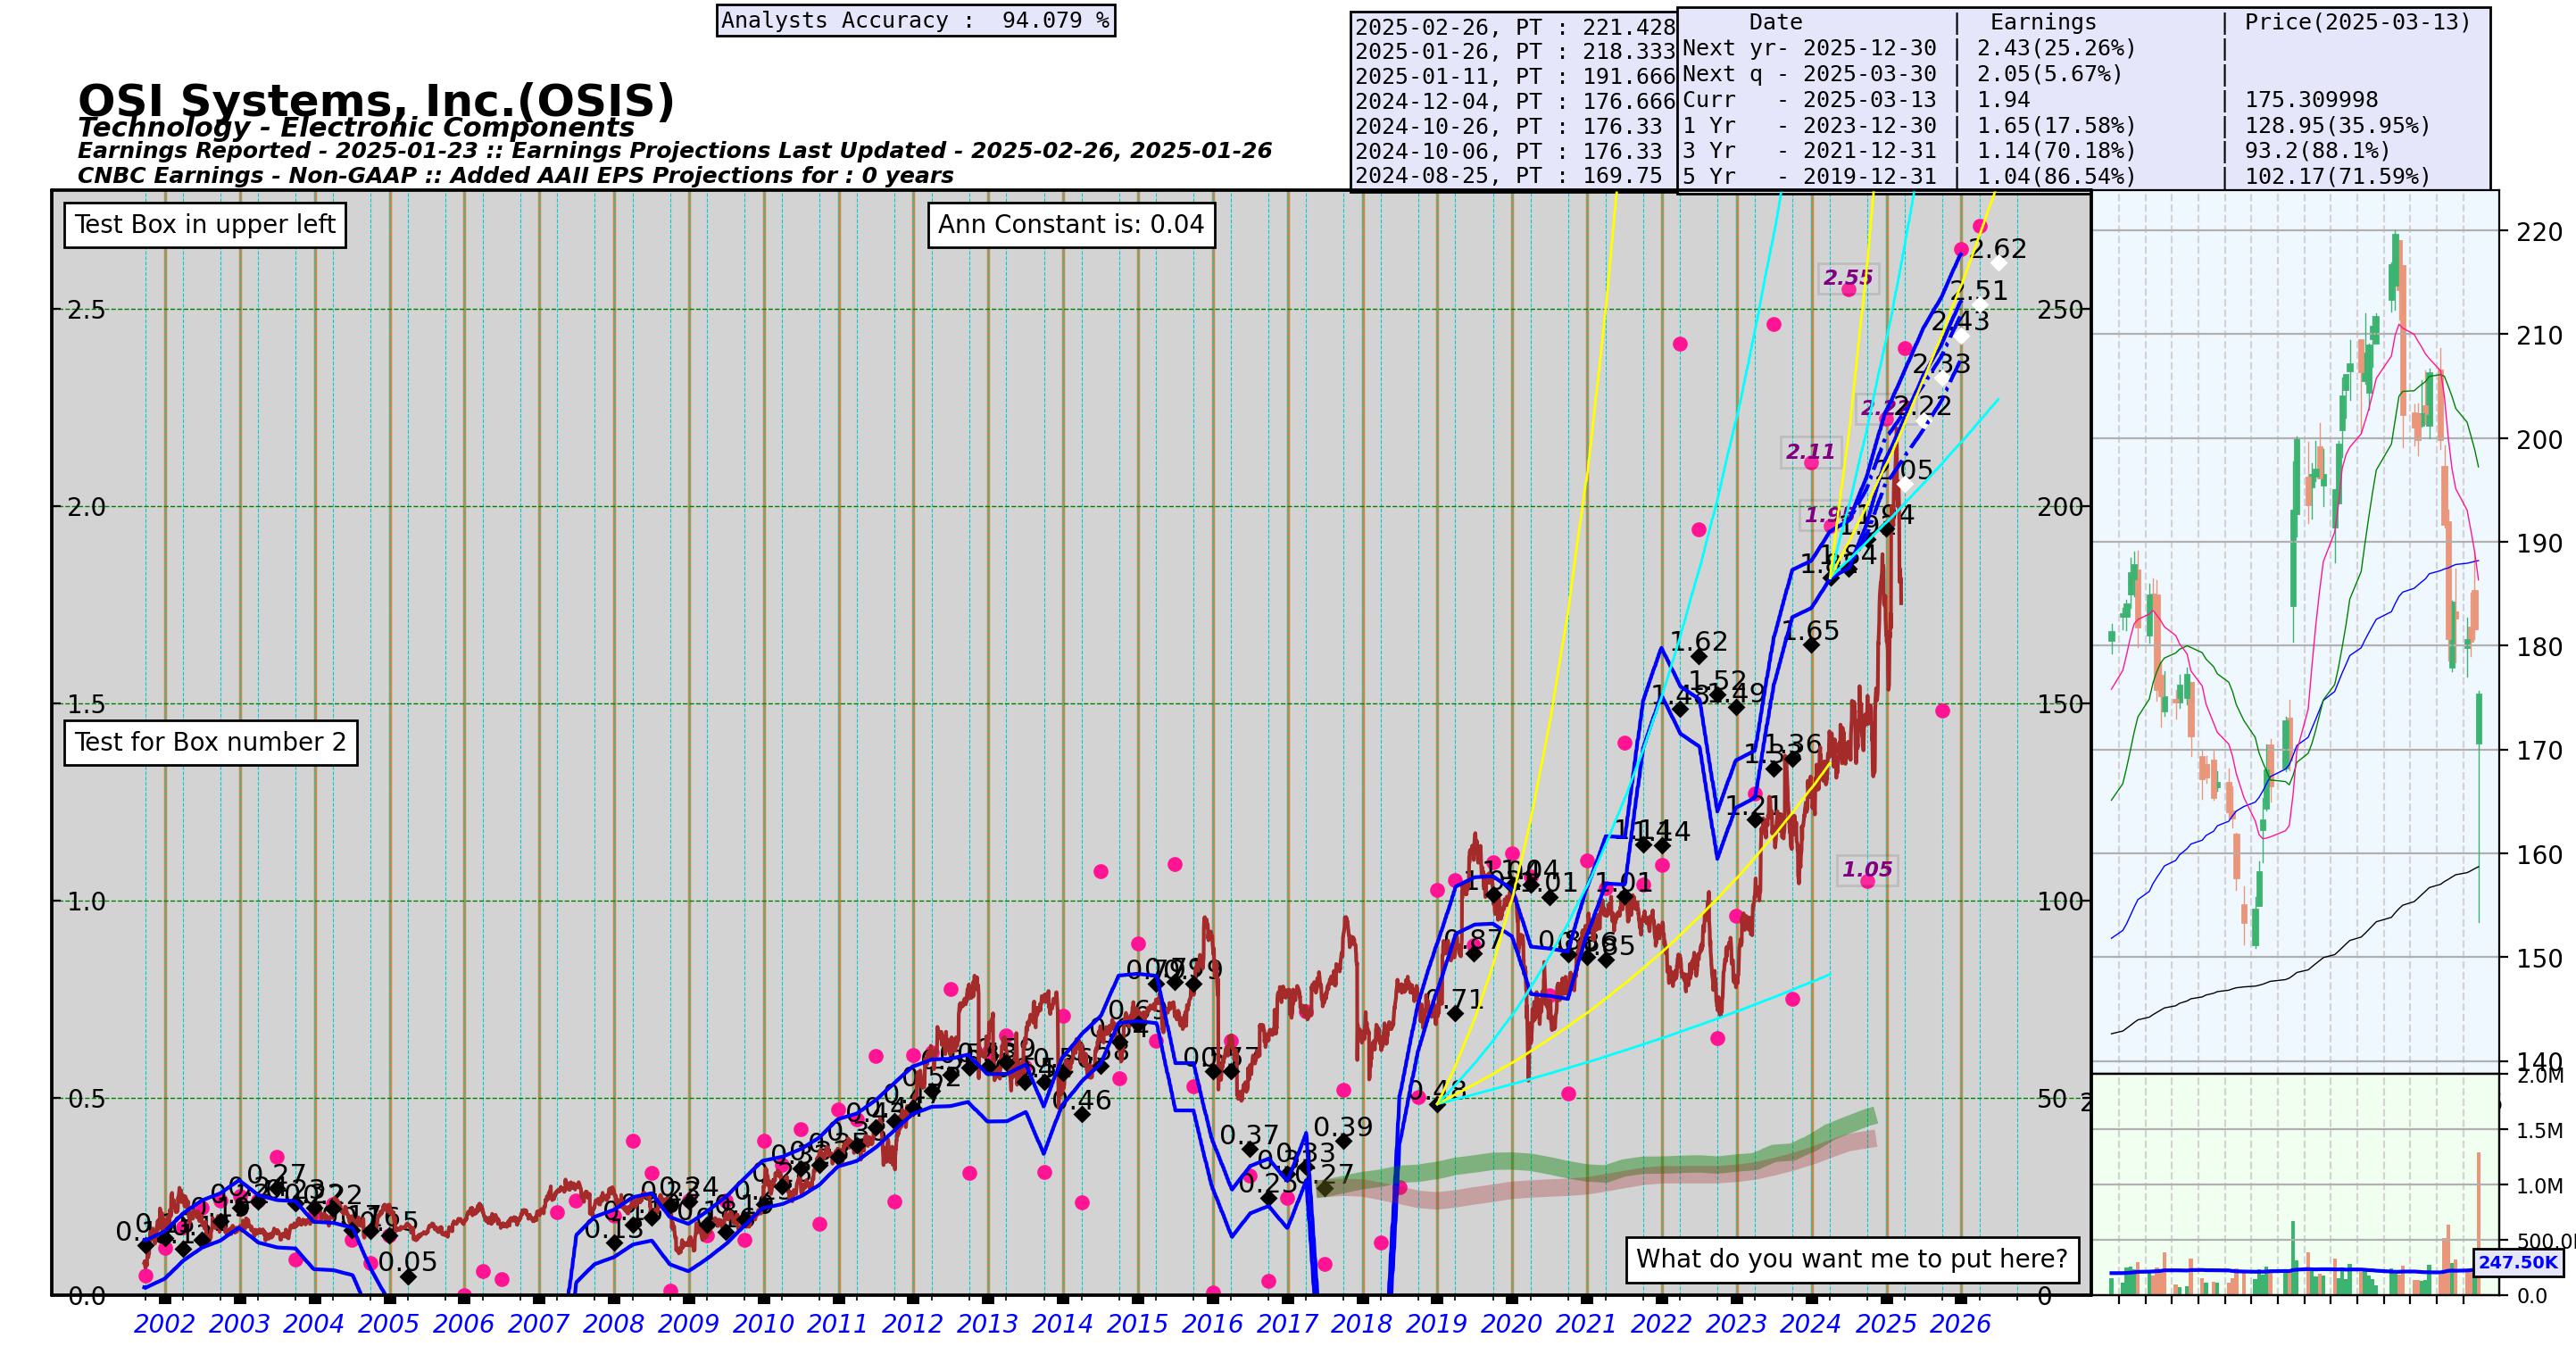 Analysts Accuracy :  94.079 %
OSI Systems, Inc.(OSIS)
Technology - Electronic Components
Earnings Reported - 2025-01-23 :: Earnings Projections Last Updated - 2025-02-26, 2025-01-26
CNBC Earnings - Non-GAAP :: Added AAII EPS Projections for : 0 years
2025-02-26, PT : 221.428
2025-01-26, PT : 218.333
2025-01-11, PT : 191.666
2024-12-04, PT : 176.666
2024-10-26, PT : 176.33
2024-10-06, PT : 176.33
2024-08-25, PT : 169.75
Date | Earnings | Price(2025-03-13)
Next yr- 2025-12-30 | 2.43(25.26%) |
Next q - 2025-03-30 | 2.05(5.67%) |
Curr - 2025-03-13 | 1.94 | 175.309998
1 Yr - 2023-12-30 | 1.65(17.58%) | 128.95(35.95%)
3 Yr - 2021-12-31 | 1.14(70.18%) | 93.2(88.1%)
5 Yr - 2019-12-31 | 1.04(86.54%) | 102.17(71.59%)
Test Box in upper left
Ann Constant is: 0.04
Test for Box number 2
What do you want me to put here?
2.5
2.0
1.5
1.0
0.5
0.0
250
200
150
100
50
0
2.62
2.51
2.43
2.33
2.22
2.05
2.55
2.11
1.05
1.65
1.62
1.52
1.49
1.36
1.21
1.14
1.01
0.87
0.71
0.48
0.39
0.37
0.33
0.27
0.25
0.46
0.05
0.13
0.24
0.27
220
210
200
190
180
170
160
150
140
2.0M
1.5M
1.0M
500.0
247.50K
0.0
2002 2003 2004 2005 2006 2007 2008 2009 2010 2011 2012 2013 2014 2015 2016 2017 2018 2019 2020 2021 2022 2023 2024 2025 2026